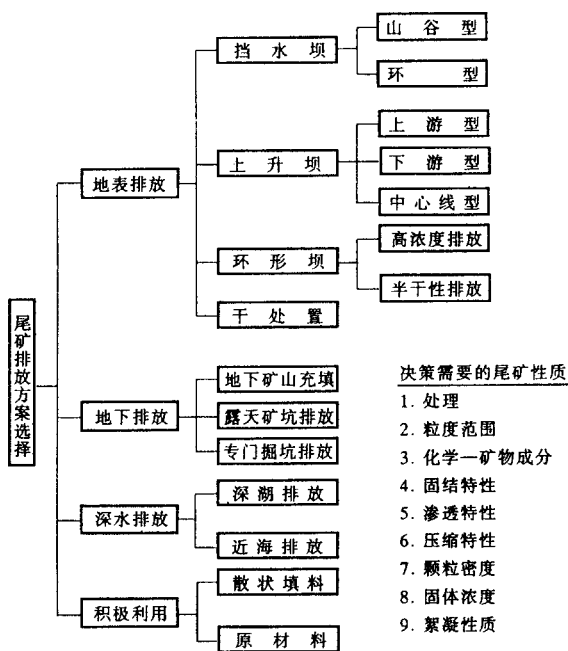 尾矿排放方案选择
地表排放
挡水坝
山谷型
环型
上升坝
上游型
下游型
中心线型
环形坝
高浓度排放
半干性排放
干处置
地下排放
地下矿山充填
露天矿坑排放
专门掘坑排放
深水排放
深湖排放
近海排放
积极利用
散状填料
原材料
决策需要的尾矿性质
1. 处理
2. 粒度范围
3. 化学—矿物成分
4. 固结特性
5. 渗透特性
6. 压缩特性
7. 颗粒密度
8. 固体浓度
9. 絮凝性质